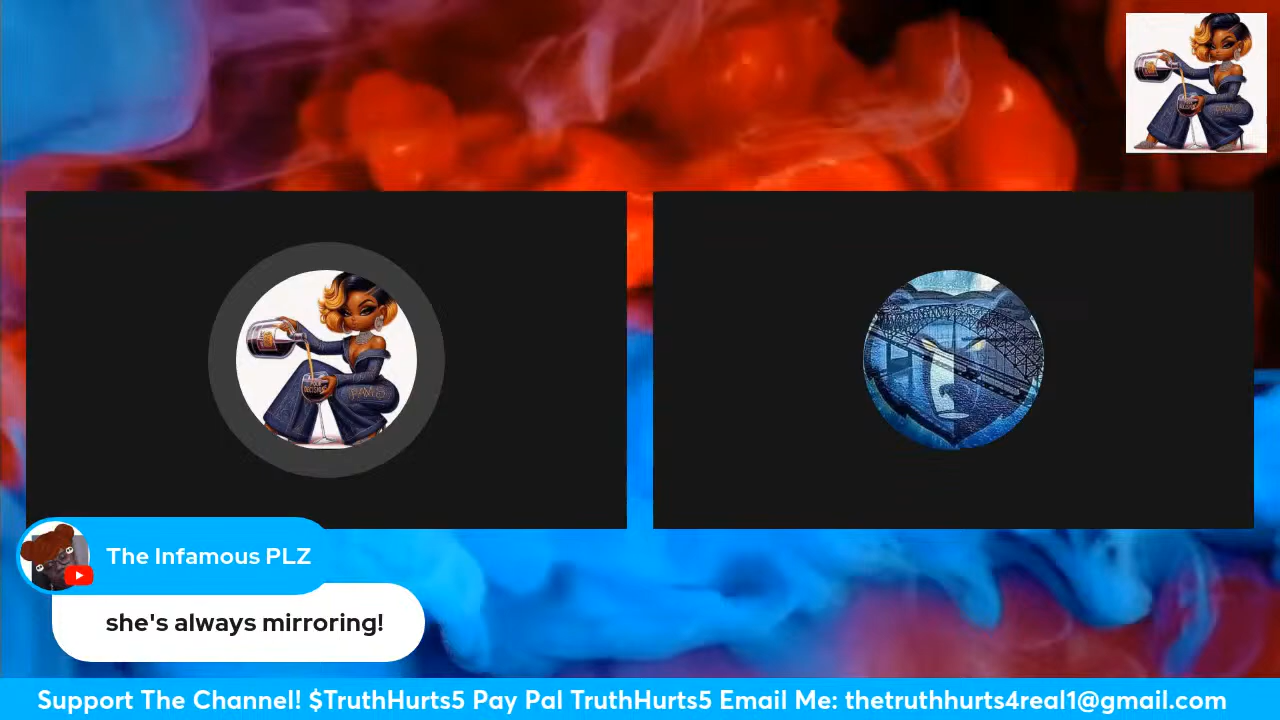 The Infamous PLZ
she's always mirroring!
Support The Channel! $TruthHurts5 Pay Pal TruthHurts5 Email Me: thetruthhurts4real1@gmail.com